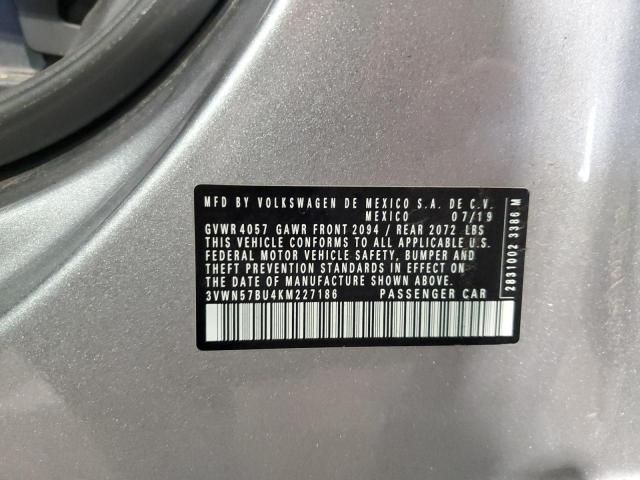 MFD BY VOLKSWAGEN DE MEXICO S.A. DE C.V.
MEXICO 07/19
GVWR 4057 GAWR FRONT 2094 / REAR 2072 LBS
THIS VEHICLE CONFORMS TO ALL APPLICABLE U.S.
FEDERAL MOTOR VEHICLE SAFETY, BUMPER AND
THEFT PREVENTION STANDARDS IN EFFECT ON
THE DATE OF MANUFACTURE SHOWN ABOVE.
3VWN57BU4KM227186 PASSENGER CAR
2831002 3386 M